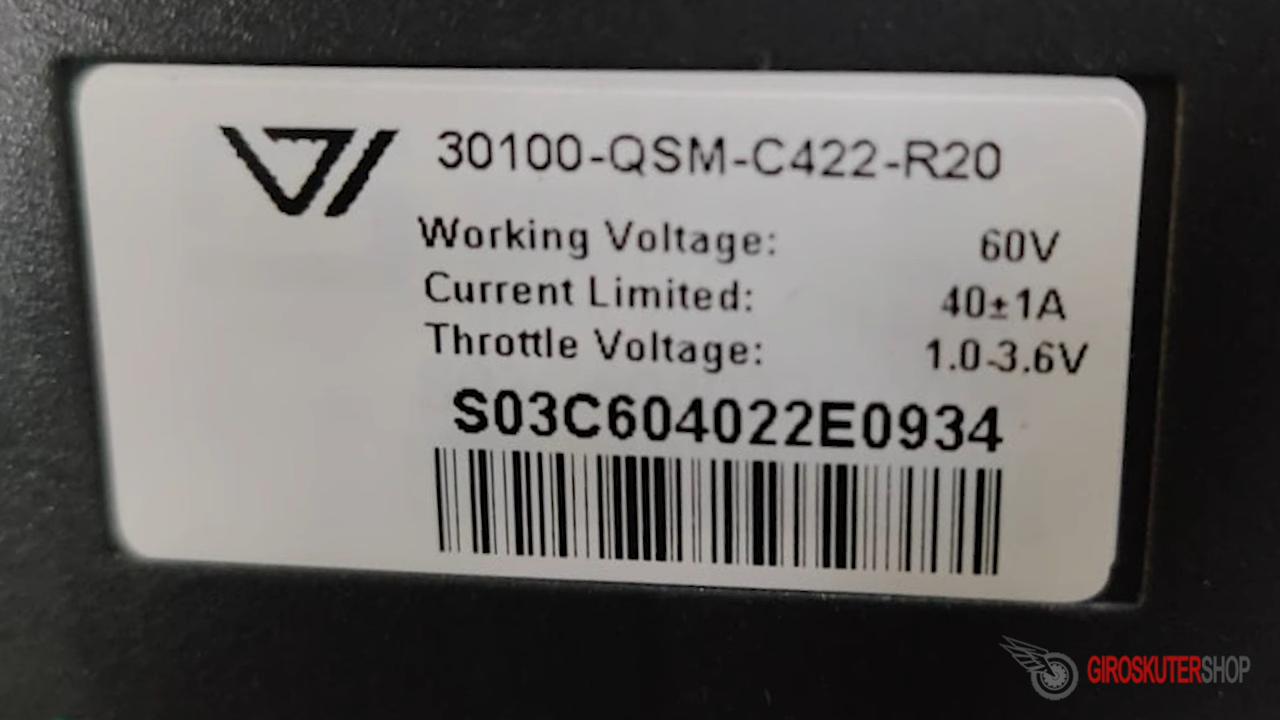 30100-QSM-C422-R20
Working Voltage: 60V
Current Limited: 40±1A
Throttle Voltage: 1.0-3.6V
S03C604022E0934
GIROSKUTERSHOP